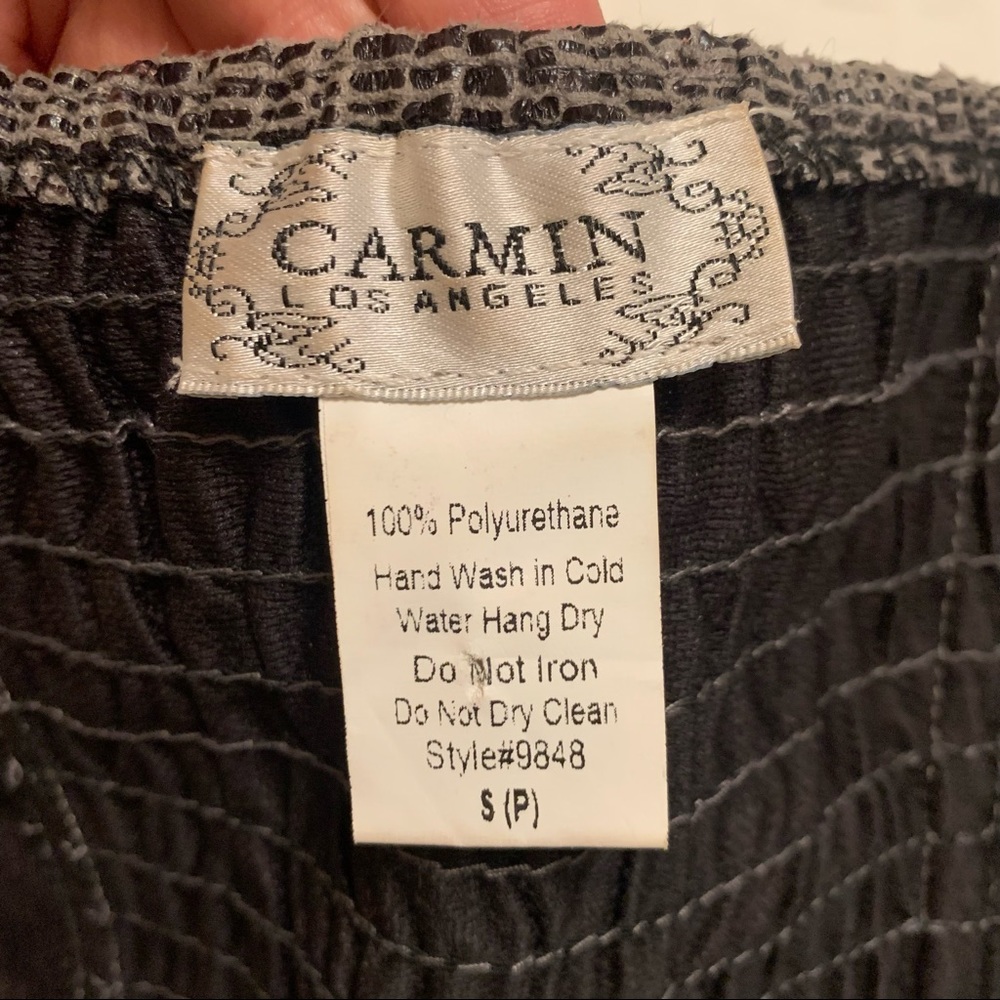 CARMIN
LOS ANGELES
100% Polyurethane
Hand Wash in Cold
Water Hang Dry
Do Not Iron
Do Not Dry Clean
Style#9848
S (P)